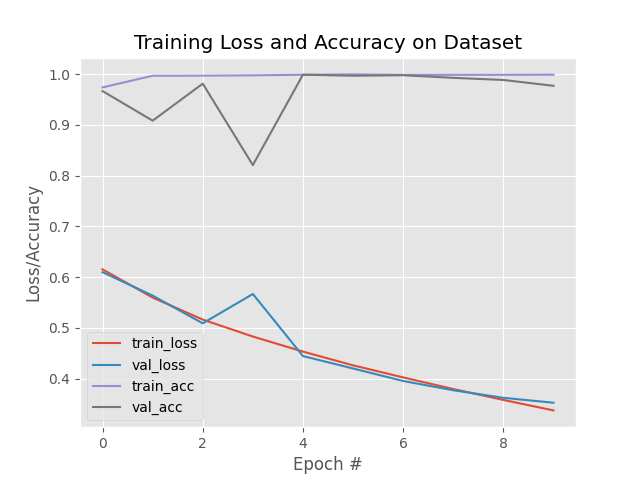 Training Loss and Accuracy on Dataset
1.0
0.9
0.8
0.7
0.6
0.5
0.4
Loss/Accuracy
train_loss
val_loss
train_acc
val_acc
0 2 4 6 8
Epoch #